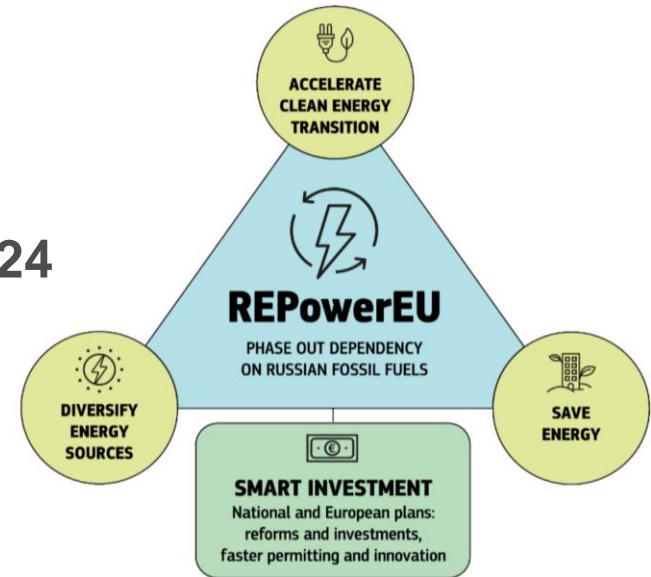 ACCELERATE
CLEAN ENERGY
TRANSITION
24
REPowerEU
PHASE OUT DEPENDENCY
ON RUSSIAN FOSSIL FUELS
DIVERSIFY
ENERGY
SOURCES
SAVE
ENERGY
€
SMART INVESTMENT
National and European plans:
reforms and investments,
faster permitting and innovation